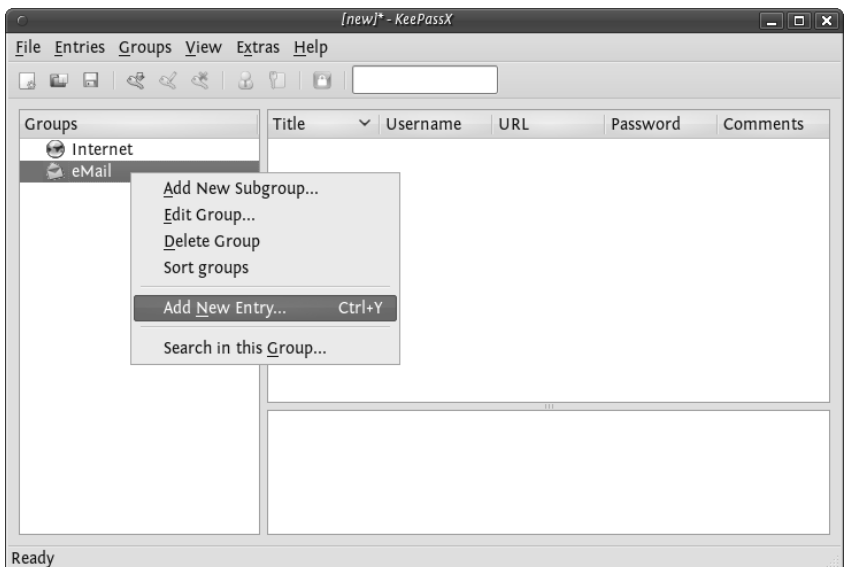 [new]* - KeePassX
File Entries Groups View Extras Help
Groups
Title Username URL Password Comments
Internet
eMail
Add New Subgroup...
Edit Group...
Delete Group
Sort groups
Add New Entry... Ctrl+Y
Search in this Group...
Ready